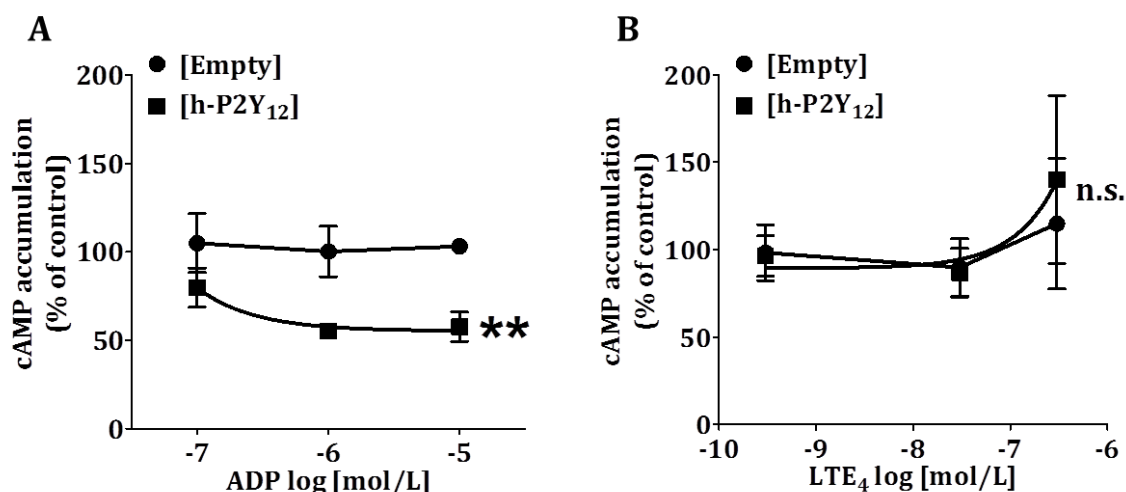 A
[Empty]
[h-P2Y₁₂]
200
150
100
50
0
cAMP accumulation
(% of control)
**
-7
-6
-5
ADP log [mol/L]
B
[Empty]
[h-P2Y₁₂]
200
150
100
50
0
cAMP accumulation
(% of control)
n.s.
-10
-9
-8
-7
-6
LTE₄ log [mol/L]